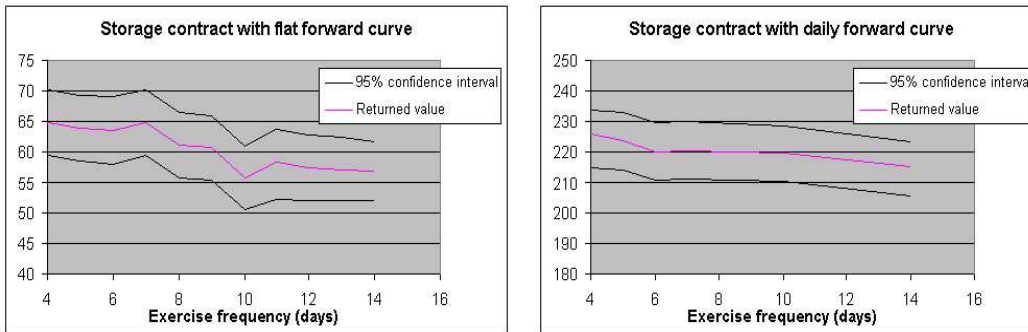 Storage contract with flat forward curve
75
70
65
60
55
50
45
40
4 6 8 10 12 14 16
Exercise frequency (days)
95% confidence interval
Returned value
Storage contract with daily forward curve
250
240
230
220
210
200
190
180
4 6 8 10 12 14 16
Exercise frequency (days)
95% confidence interval
Returned value